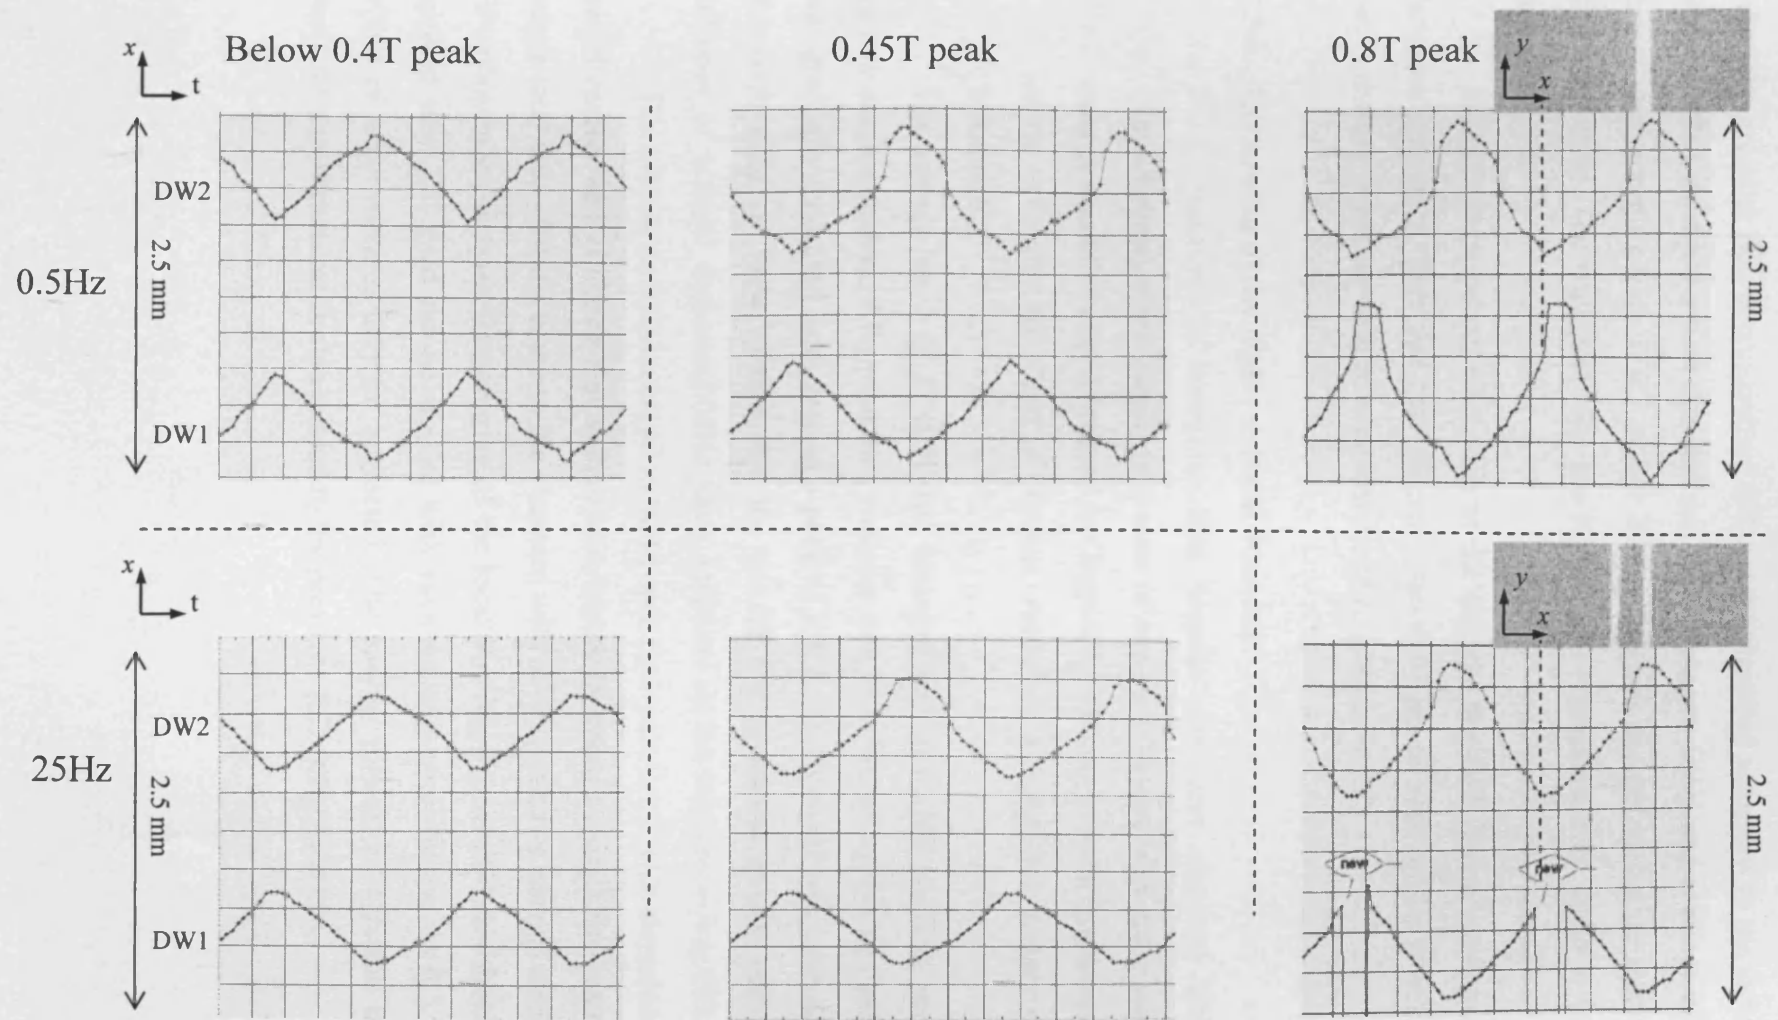 Below 0.4T peak
0.45T peak
0.8T peak
x
t
y
x
DW2
2.5 mm
0.5Hz
DW1
2.5 mm
x
t
y
x
DW2
25Hz
2.5 mm
DW1
2.5 mm
new
new